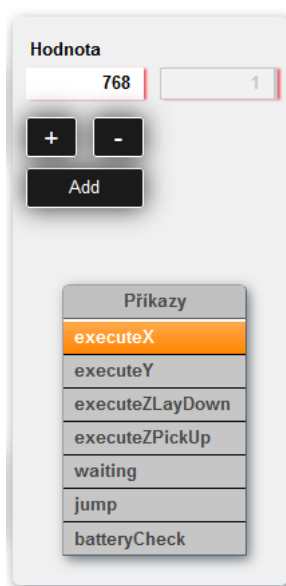 Hodnota
768 1
+ -
Add
Příkazy
executeX
executeY
executeZLayDown
executeZPickUp
waiting
jump
batteryCheck